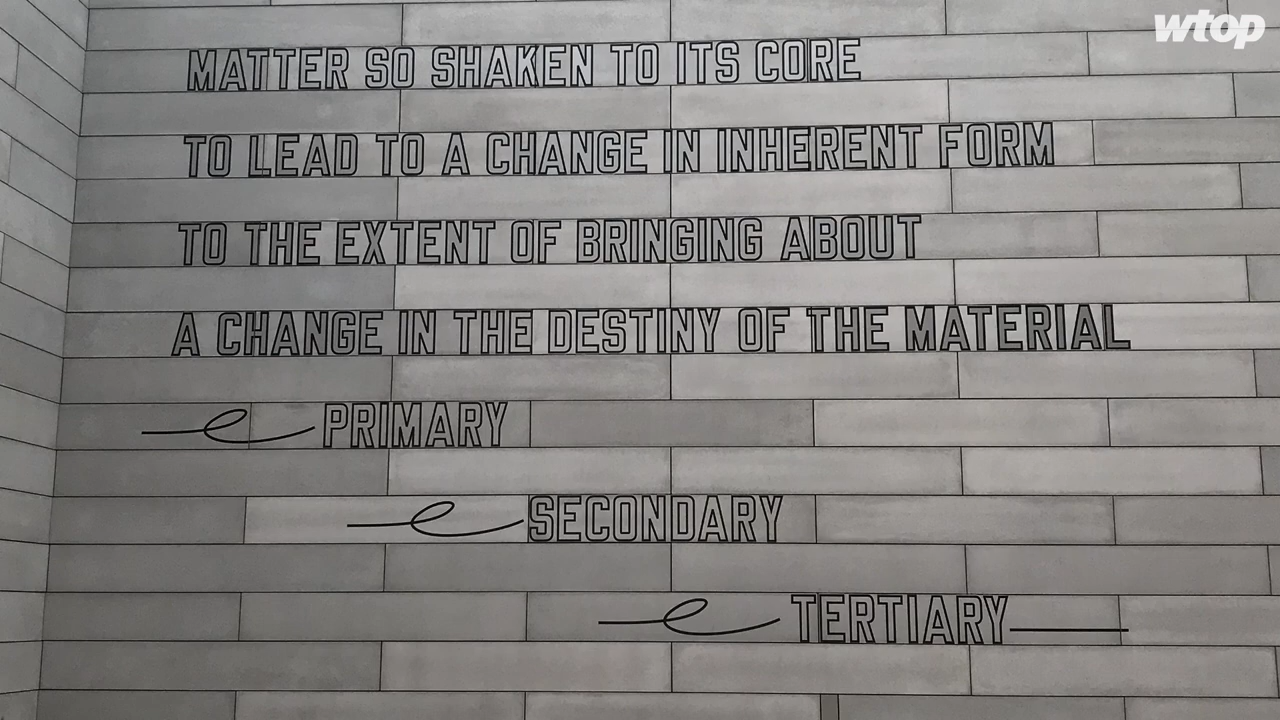 wtop
MATTER SO SHAKEN TO ITS CORE
TO LEAD TO A CHANGE IN INHERENT FORM
TO THE EXTENT OF BRINGING ABOUT
A CHANGE IN THE DESTINY OF THE MATERIAL
PRIMARY
SECONDARY
TERTIARY